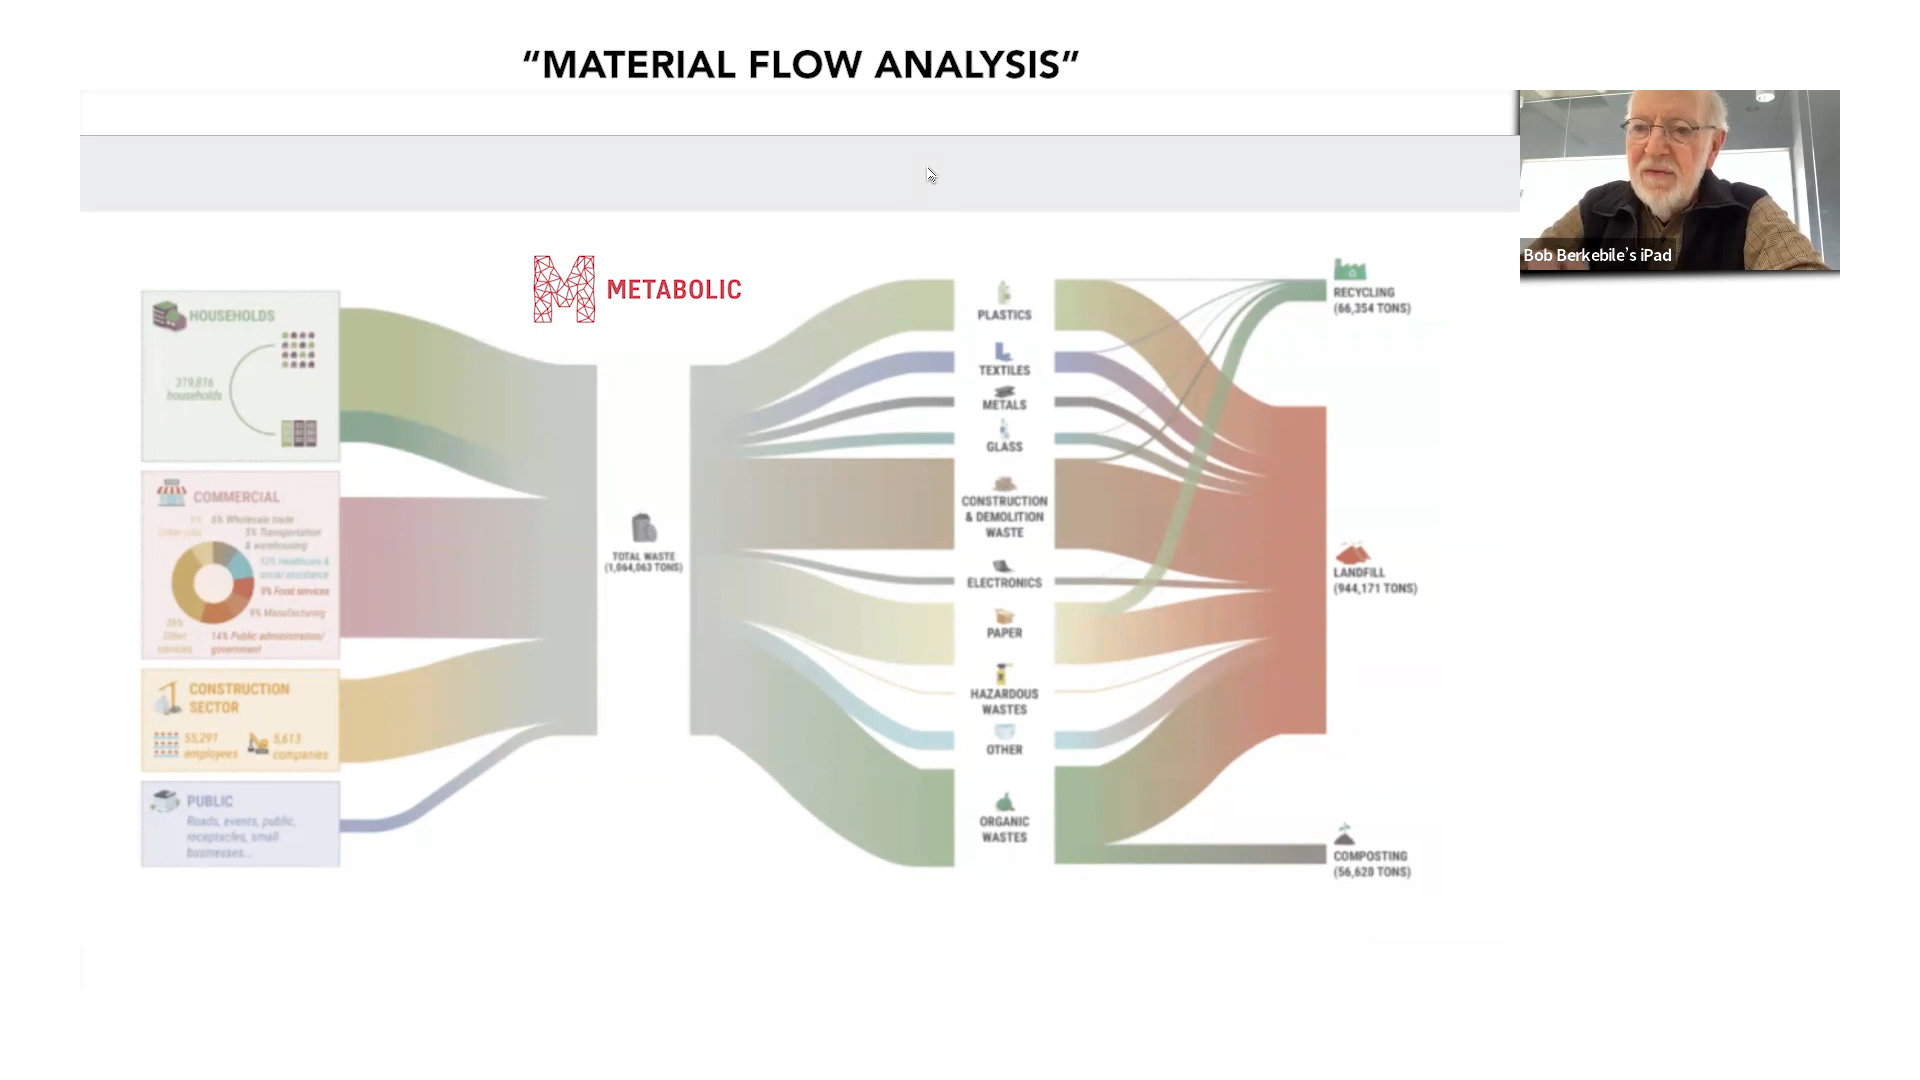 “MATERIAL FLOW ANALYSIS”
Bob Berkebile’s iPad
METABOLIC
HOUSEHOLDS
319,816
households
COMMERCIAL
6% Wholesale trade
5% Transportation
& warehousing
12% Healthcare &
social assistance
9% Food services
9% Manufacturing
Other
services
14% Public administration/
government
CONSTRUCTION
SECTOR
53,291
employees
5,613
companies
PUBLIC
Roads, events, public,
receptacles, small
businesses...
TOTAL WASTE
(1,064,063 TONS)
PLASTICS
TEXTILES
METALS
GLASS
CONSTRUCTION
& DEMOLITION
WASTE
ELECTRONICS
PAPER
HAZARDOUS
WASTES
OTHER
ORGANIC
WASTES
RECYCLING
(66,354 TONS)
LANDFILL
(944,171 TONS)
COMPOSTING
(56,620 TONS)